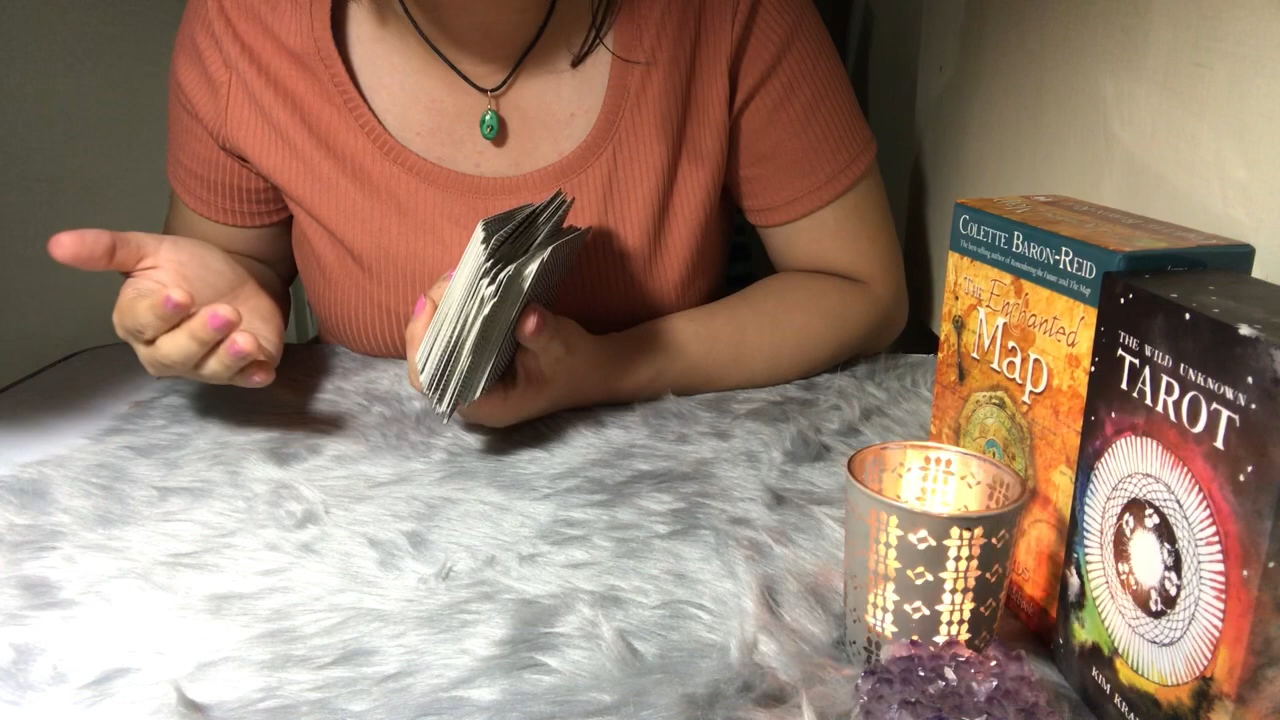 COLETTE BARON-REID
The best-selling author of Remembering the Future and The Map
THE Enchanted
Map
THE WILD UNKNOWN
TAROT
KIM